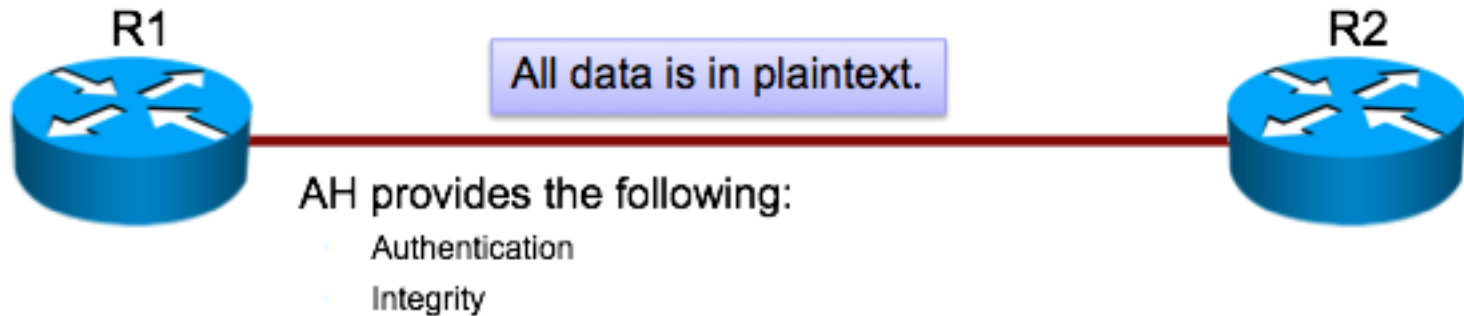 R1
R2
All data is in plaintext.
AH provides the following:
Authentication
Integrity